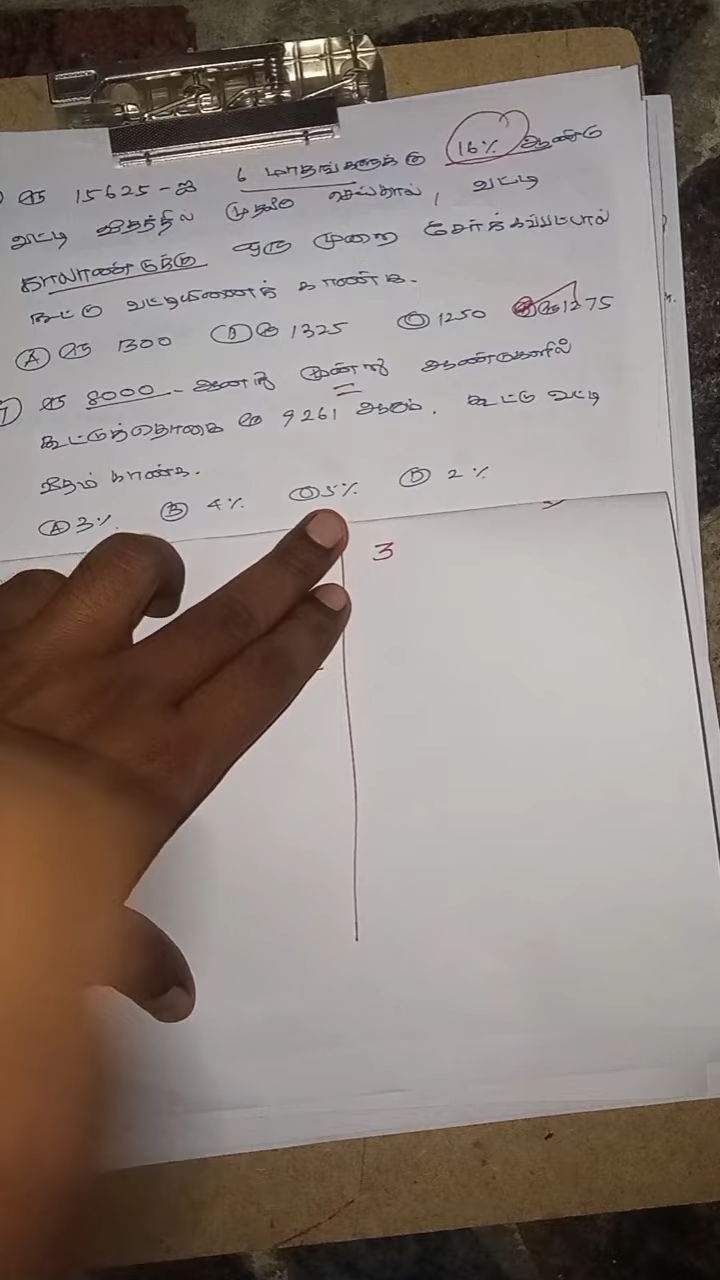 ரூ 15625-ஐ 6 மாதங்களுக்கு 16% ஆண்டு
வட்டி வீதத்தில் முதலீடு செய்தால், வட்டி
காலாண்டுக்கு ஒரு முறை சேர்க்கப்பட்டால்
கூட்டு வட்டியினைக் காண்க.
A ரூ 1300 B ரூ 1325 C 1250 D ரூ 1275
7 ரூ 8000-ஆனது மூன்று ஆண்டுகளில்
கூட்டுத்தொகை ரூ 9261 ஆகும். கூட்டு வட்டி
வீதம் காண்க.
A 3% B 4% C 5% D 2%
3